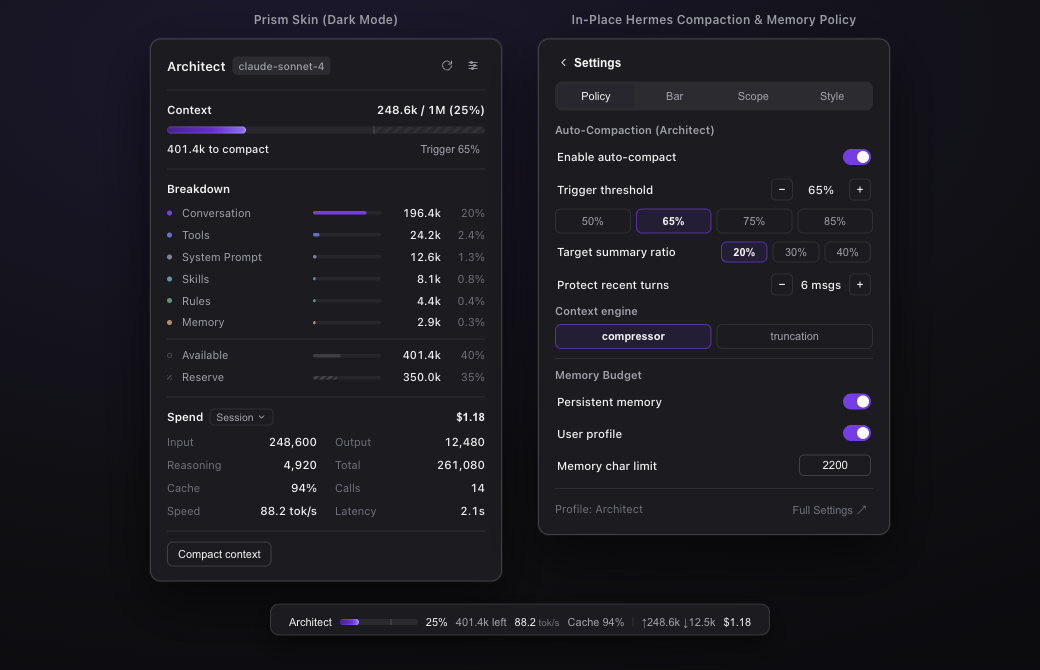 Prism Skin (Dark Mode)
Architect claude-sonnet-4
Context 248.6k / 1M (25%)
401.4k to compact Trigger 65%
Breakdown
Conversation 196.4k 20%
Tools 24.2k 2.4%
System Prompt 12.6k 1.3%
Skills 8.1k 0.8%
Rules 4.4k 0.4%
Memory 2.9k 0.3%
Available 401.4k 40%
Reserve 350.0k 35%
Spend Session $1.18
Input 248,600 Output 12,480
Reasoning 4,920 Total 261,080
Cache 94% Calls 14
Speed 88.2 tok/s Latency 2.1s
Compact context
In-Place Hermes Compaction & Memory Policy
Settings
Policy Bar Scope Style
Auto-Compaction (Architect)
Enable auto-compact
Trigger threshold − 65% +
50% 65% 75% 85%
Target summary ratio 20% 30% 40%
Protect recent turns − 6 msgs +
Context engine
compressor truncation
Memory Budget
Persistent memory
User profile
Memory char limit 2200
Profile: Architect Full Settings ↗
Architect 25% 401.4k left 88.2 tok/s Cache 94% ↑248.6k ↓12.5k $1.18